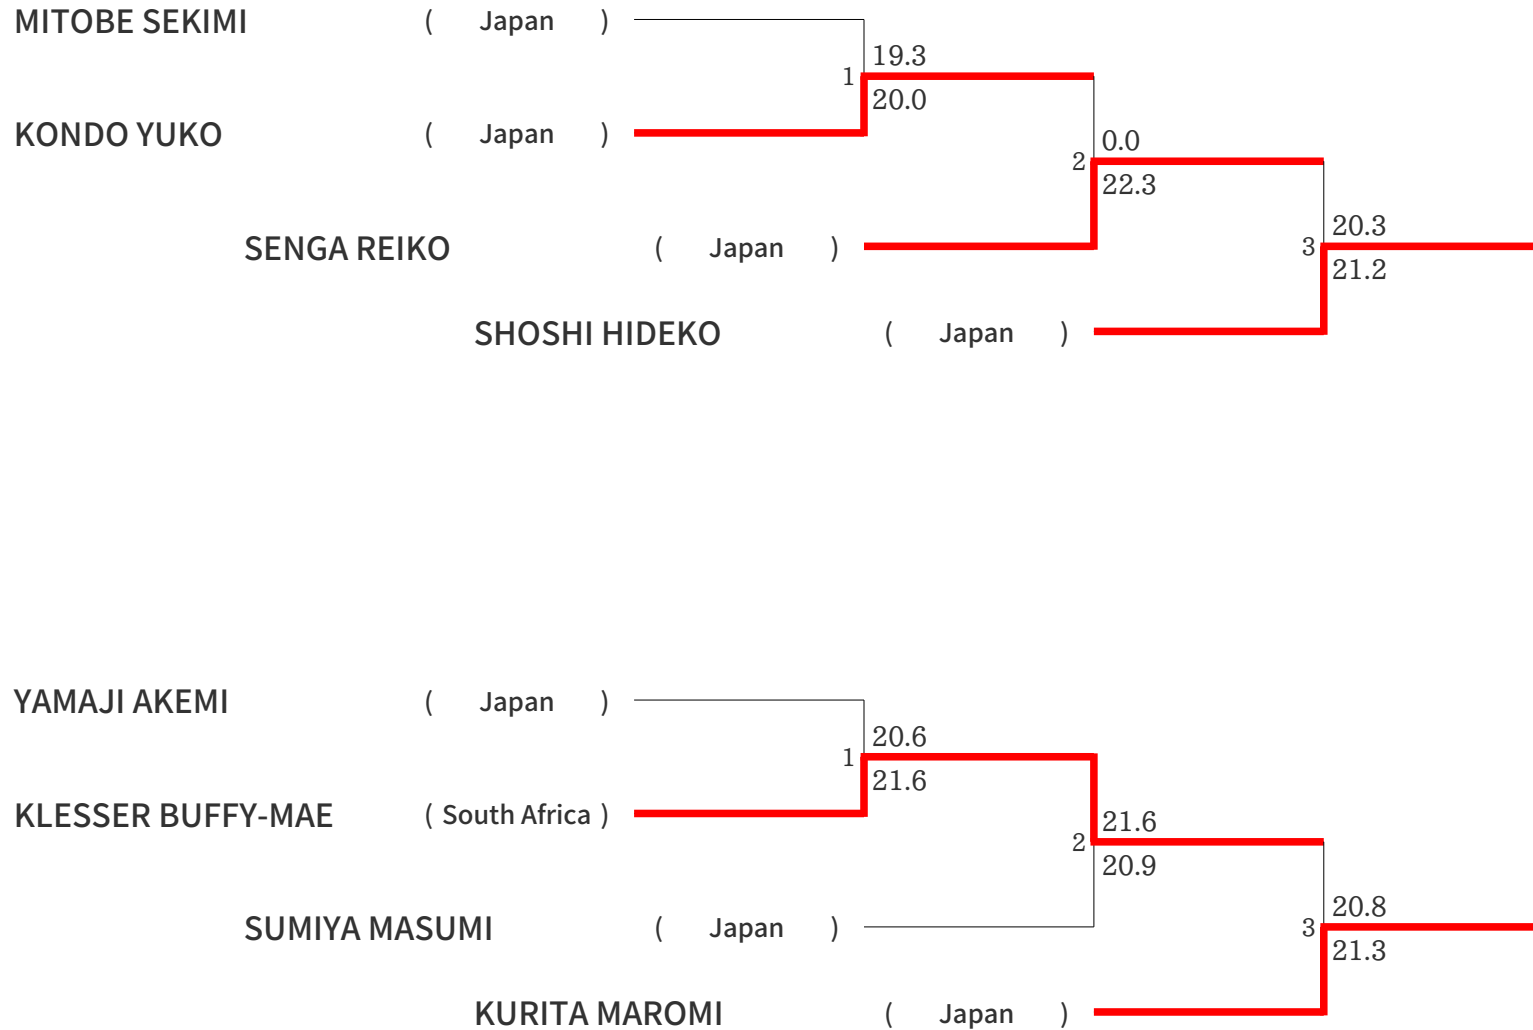 MITOBE SEKIMI ( Japan )
19.3
1
20.0
KONDO YUKO ( Japan )
0.0
2
22.3
SENGA REIKO ( Japan )
20.3
3
21.2
SHOSHI HIDEKO ( Japan )
YAMAJI AKEMI ( Japan )
20.6
1
21.6
KLESSER BUFFY-MAE ( South Africa )
21.6
2
20.9
SUMIYA MASUMI ( Japan )
20.8
3
21.3
KURITA MAROMI ( Japan )